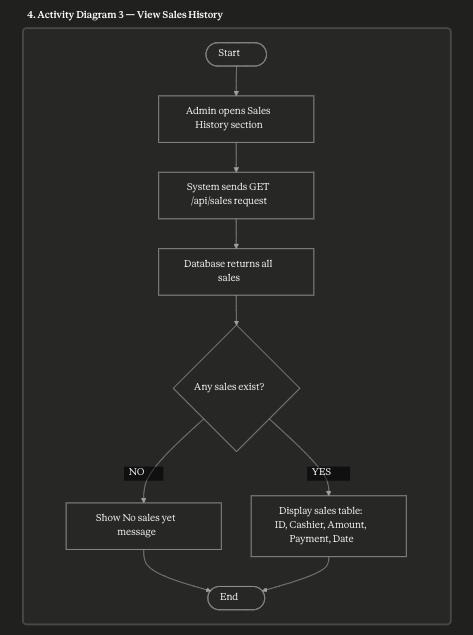 4. Activity Diagram 3 — View Sales History
Start
Admin opens Sales
History section
System sends GET
/api/sales request
Database returns all
sales
Any sales exist?
NO
YES
Show No sales yet
message
Display sales table:
ID, Cashier, Amount,
Payment, Date
End